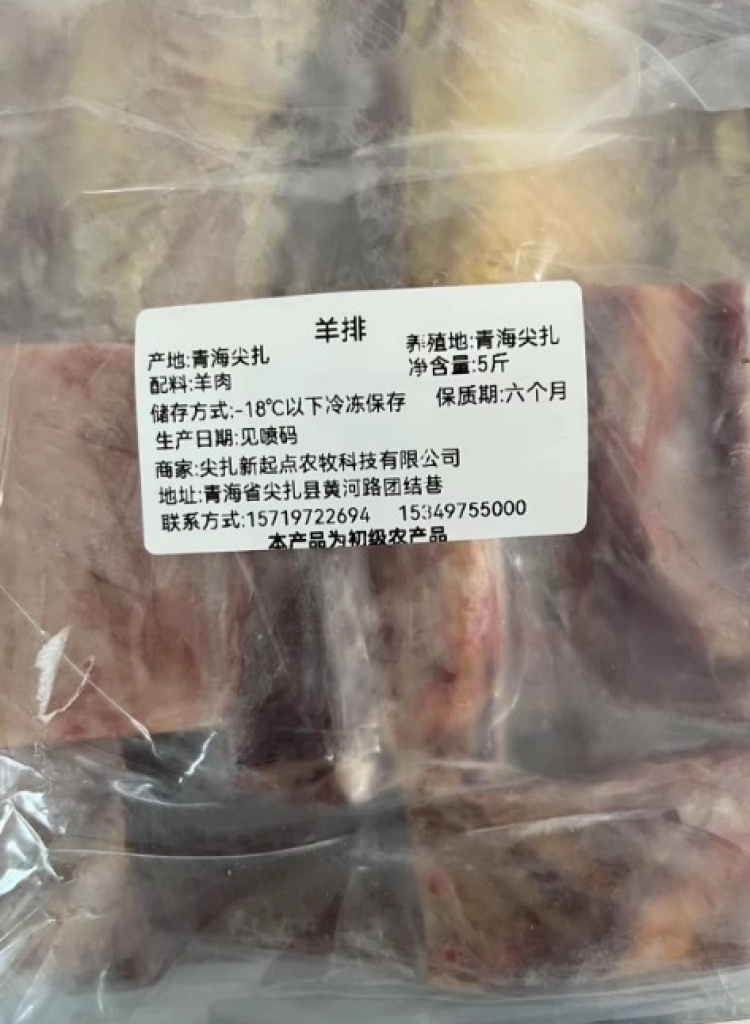 羊排
产地:青海尖扎 养殖地:青海尖扎
配料:羊肉 净含量:5斤
储存方式:-18℃以下冷冻保存 保质期:六个月
生产日期:见喷码
商家:尖扎新起点农牧科技有限公司
地址:青海省尖扎县黄河路团结巷
联系方式:15719722694 15349755000
本产品为初级农产品